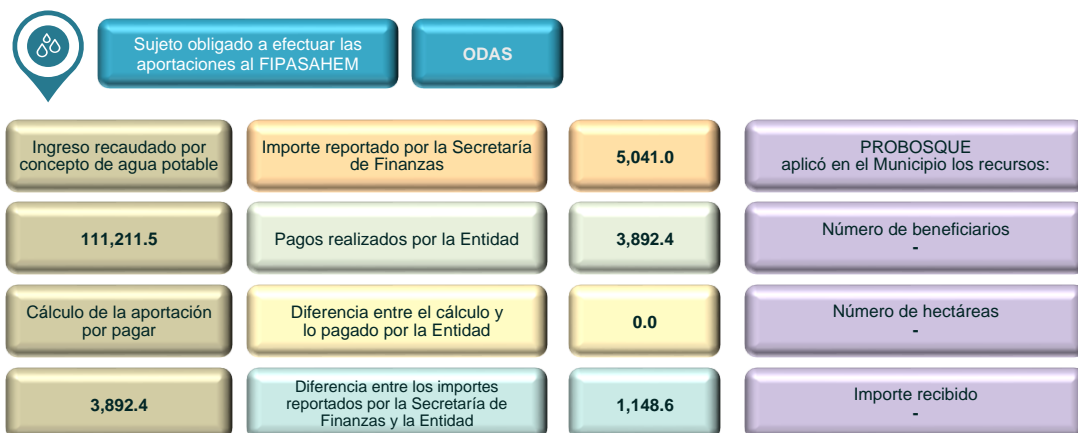 Sujeto obligado a efectuar las
aportaciones al FIPASAHEM
ODAS
Ingreso recaudado por
concepto de agua potable
Importe reportado por la Secretaría
de Finanzas
5,041.0
PROBOSQUE
aplicó en el Municipio los recursos:
111,211.5
Pagos realizados por la Entidad
3,892.4
Número de beneficiarios
-
Cálculo de la aportación
por pagar
Diferencia entre el cálculo y
lo pagado por la Entidad
0.0
Número de hectáreas
-
3,892.4
Diferencia entre los importes
reportados por la Secretaría de
Finanzas y la Entidad
1,148.6
Importe recibido
-